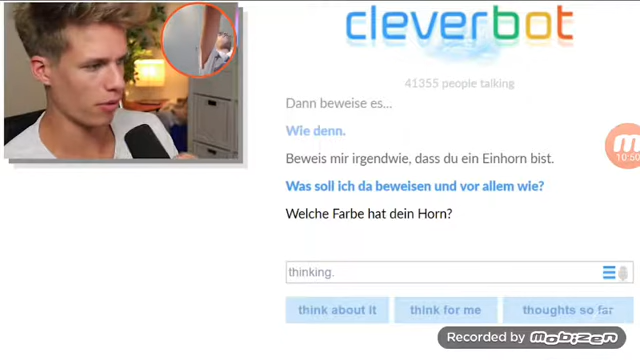 cleverbot
41355 people talking
Dann beweise es...
Wie denn.
Beweis mir irgendwie, dass du ein Einhorn bist.
Was soll ich da beweisen und vor allem wie?
Welche Farbe hat dein Horn?
thinking.
think about it
think for me
thoughts so far
10:50
Recorded by mobizen